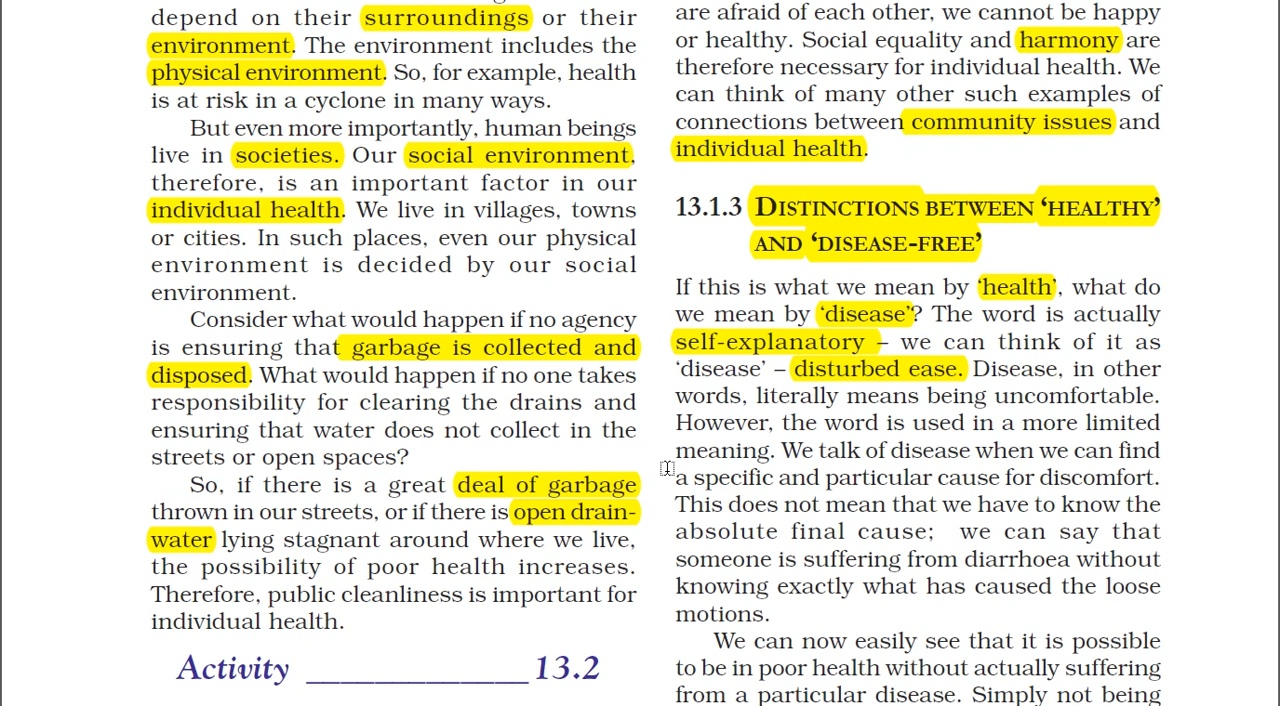 depend on their surroundings or their
environment. The environment includes the
physical environment. So, for example, health
is at risk in a cyclone in many ways.
But even more importantly, human beings
live in societies. Our social environment,
therefore, is an important factor in our
individual health. We live in villages, towns
or cities. In such places, even our physical
environment is decided by our social
environment.
Consider what would happen if no agency
is ensuring that garbage is collected and
disposed. What would happen if no one takes
responsibility for clearing the drains and
ensuring that water does not collect in the
streets or open spaces?
So, if there is a great deal of garbage
thrown in our streets, or if there is open drain-
water lying stagnant around where we live,
the possibility of poor health increases.
Therefore, public cleanliness is important for
individual health.
Activity ______________ 13.2
are afraid of each other, we cannot be happy
or healthy. Social equality and harmony are
therefore necessary for individual health. We
can think of many other such examples of
connections between community issues and
individual health.
13.1.3 DISTINCTIONS BETWEEN ‘HEALTHY’
AND ‘DISEASE-FREE’
If this is what we mean by ‘health’, what do
we mean by ‘disease’? The word is actually
self-explanatory – we can think of it as
‘disease’ – disturbed ease. Disease, in other
words, literally means being uncomfortable.
However, the word is used in a more limited
meaning. We talk of disease when we can find
a specific and particular cause for discomfort.
This does not mean that we have to know the
absolute final cause; we can say that
someone is suffering from diarrhoea without
knowing exactly what has caused the loose
motions.
We can now easily see that it is possible
to be in poor health without actually suffering
from a particular disease. Simply not being